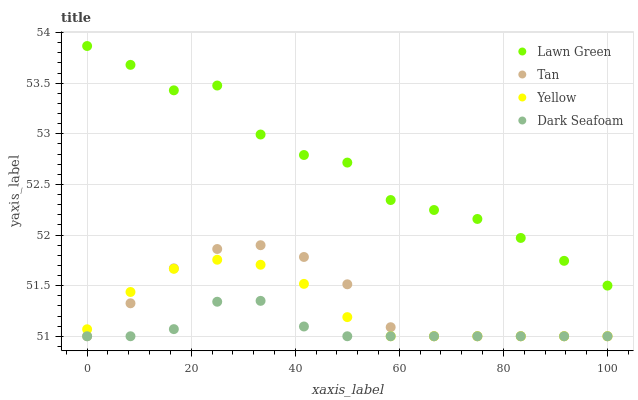 title
Lawn Green
Tan
Yellow
Dark Seafoam
yaxis_label
54
53.5
53
52.5
52
51.5
51
0
20
40
60
80
100
xaxis_label